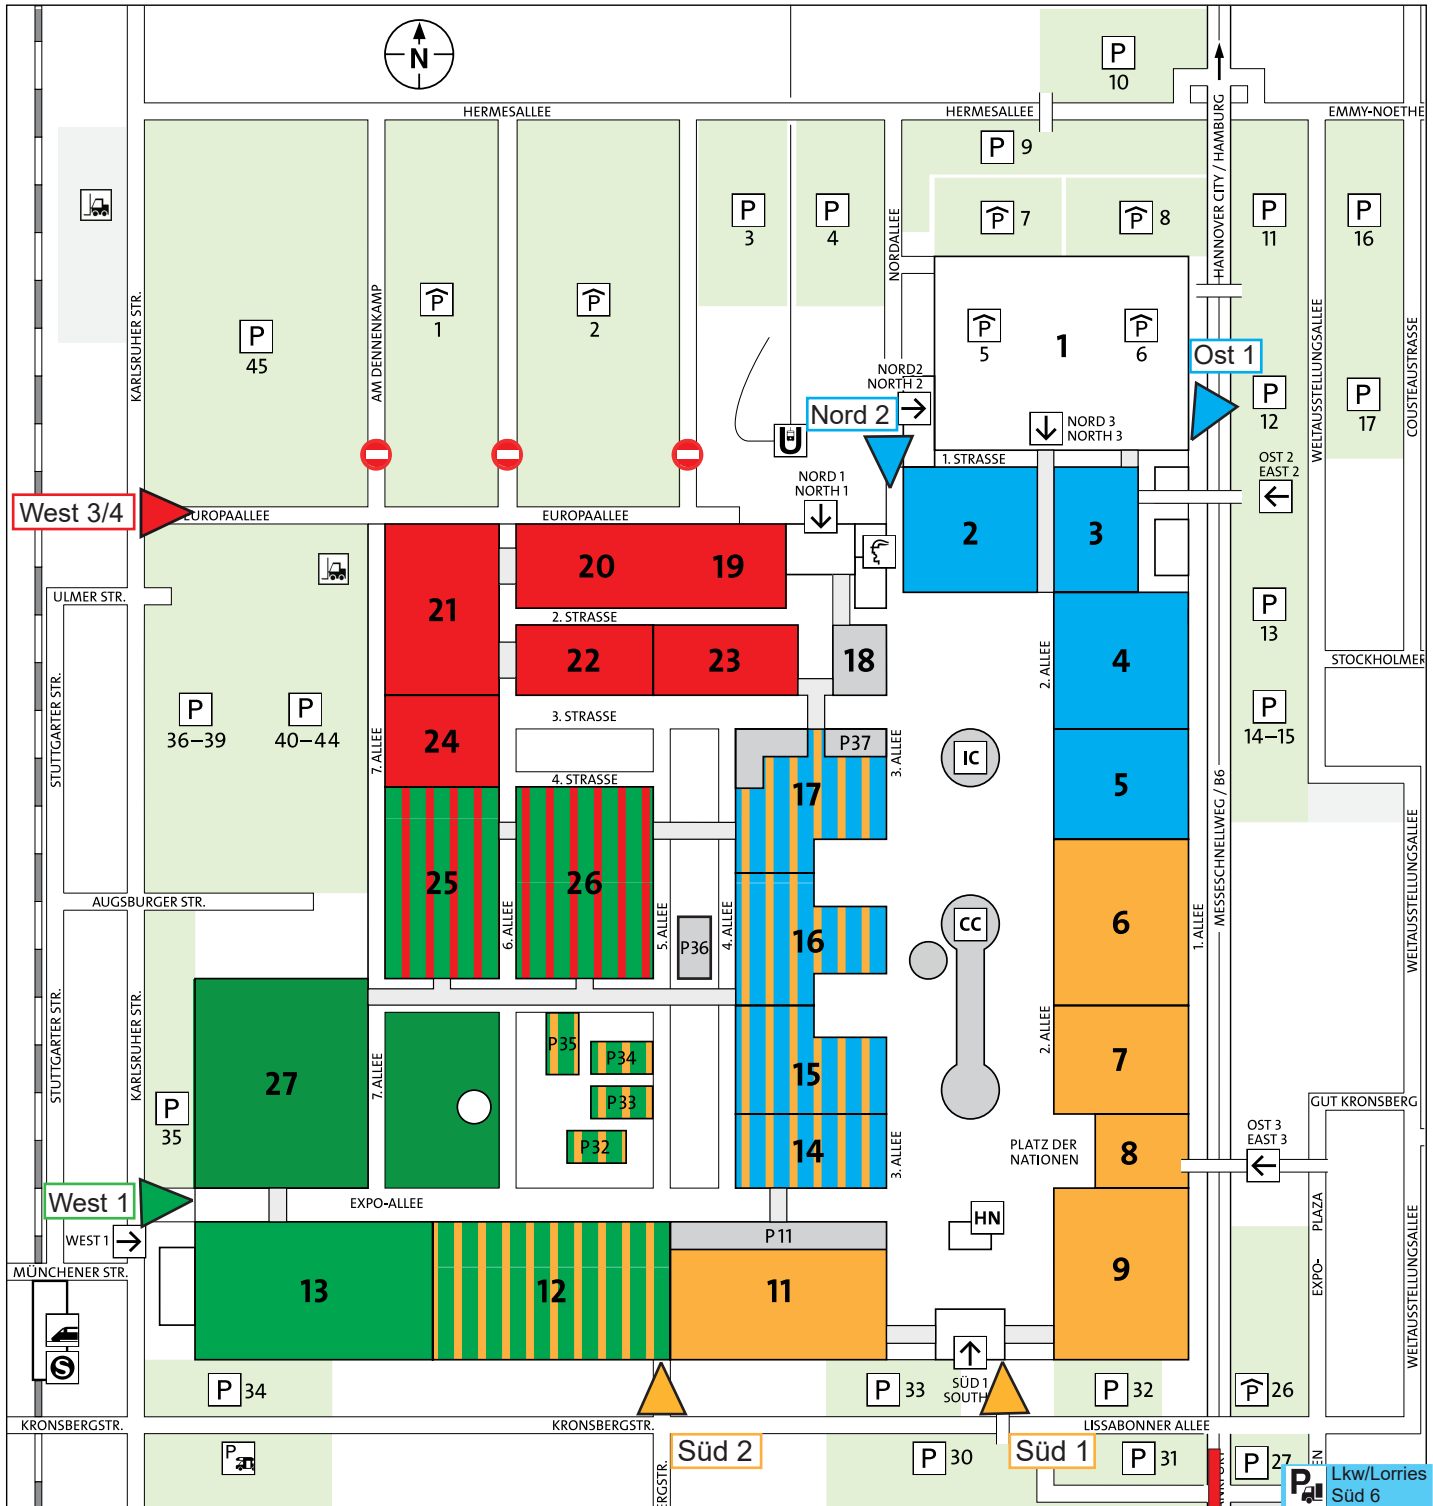 N
P
10
HERMESALLEE
HERMESALLEE
EMMY-NOETHE
P 9
P
3
P
4
P 7
P 8
P
11
P
16
HANNOVER CITY / HAMBURG
NORDALLEE
KARLSRUHER STR.
AM DENNENKAMP
P
1
P
2
P
45
P
5
1
P
6
Ost 1
WELTAUSSTELLUNGSALLEE
COUSTEAUSTRASSE
NORD2
NORTH 2
Nord 2
P
12
P
17
U
NORD 3
NORTH 3
1. STRASSE
OST 2
EAST 2
NORD 1
NORTH 1
West 3/4
EUROPAALLEE
EUROPAALLEE
2
3
20
19
21
ULMER STR.
2. STRASSE
P
13
22
23
18
4
2. ALLEE
STOCKHOLMER
STUTTGARTER STR.
P
36–39
P
40–44
P
14–15
3. STRASSE
24
7. ALLEE
P37
3. ALLEE
IC
4. STRASSE
17
5
MESSESCHNELLWEG / B6
WELTAUSSTELLUNGSALLEE
25
26
AUGSBURGER STR.
6. ALLEE
5. ALLEE
P36
4. ALLEE
16
CC
6
1. ALLEE
STUTTGARTER STR.
KARLSRUHER STR.
27
7. ALLEE
P35
P34
P33
P32
15
2. ALLEE
7
P
35
GUT KRONSBERG
14
3. ALLEE
PLATZ DER
NATIONEN
8
OST 3
EAST 3
West 1
EXPO-ALLEE
HN
EXPO-
PLAZA
WELTAUSSTELLUNGSALLEE
WEST 1
P 11
MÜNCHENER STR.
13
12
11
9
S
SÜD 1
SOUTH
P 34
P 33
P 32
P 26
KRONSBERGSTR.
KRONSBERGSTR.
LISSABONNER ALLEE
P
Süd 2
P 30
Süd 1
P 31
P 27
P
Lkw/Lorries
Süd 6